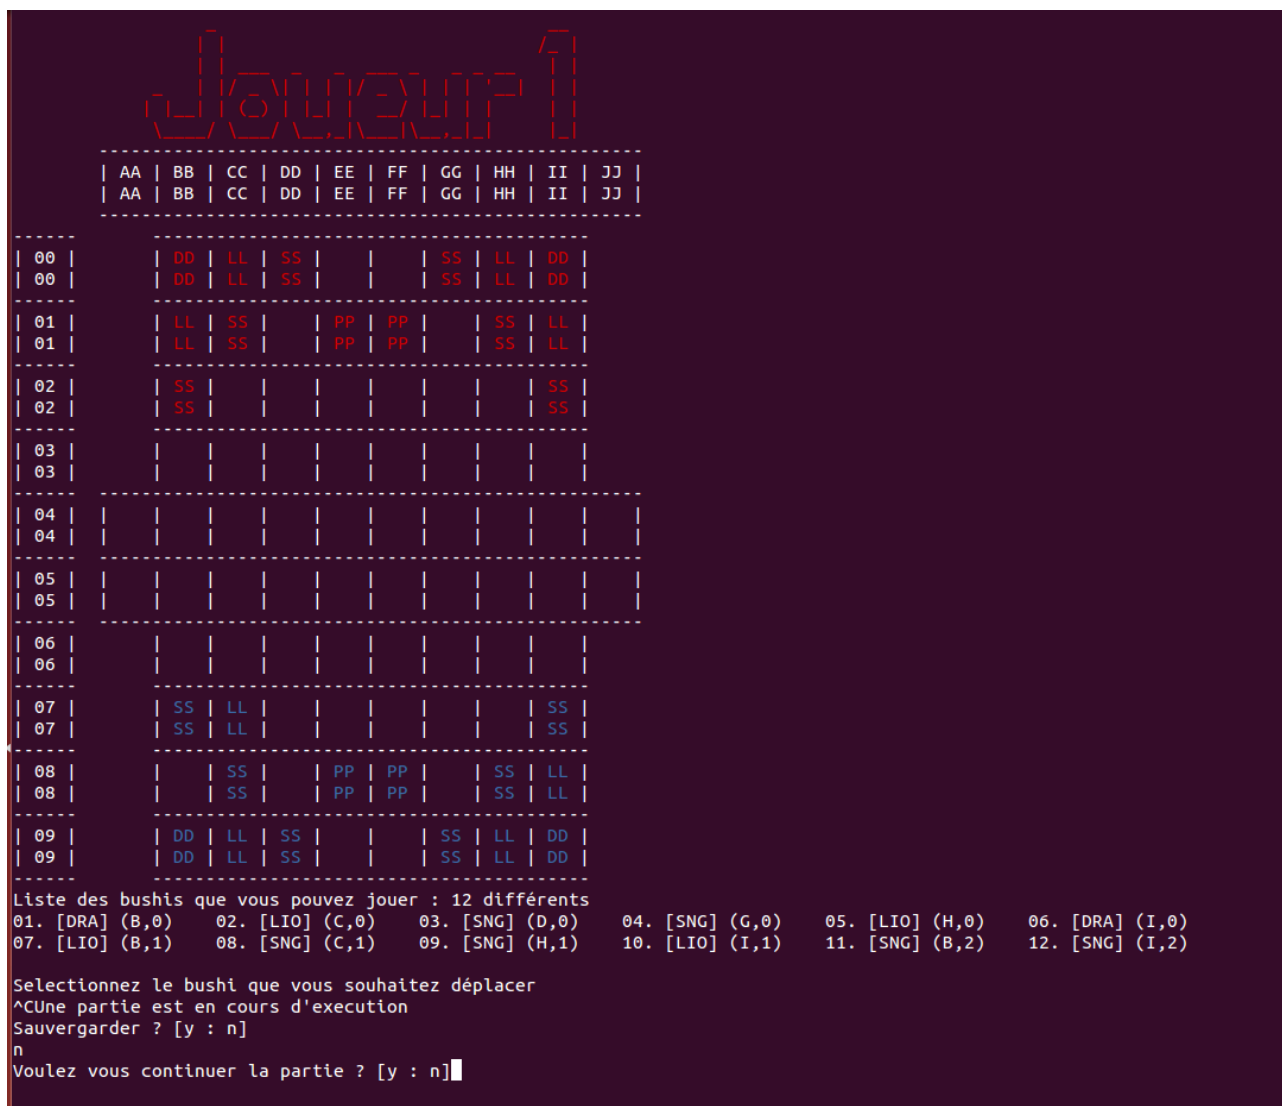 Joueur 1
| AA | BB | CC | DD | EE | FF | GG | HH | II | JJ |
| AA | BB | CC | DD | EE | FF | GG | HH | II | JJ |
| 00 | | DD | LL | SS | | | SS | LL | DD |
| 00 | | DD | LL | SS | | | SS | LL | DD |
| 01 | | LL | SS | | PP | PP | | SS | LL |
| 01 | | LL | SS | | PP | PP | | SS | LL |
| 02 | | SS | | | | | | | SS |
| 02 | | SS | | | | | | | SS |
| 03 | | | | | | | | | |
| 03 | | | | | | | | | |
| 04 | | | | | | | | | | | |
| 04 | | | | | | | | | | | |
| 05 | | | | | | | | | | | |
| 05 | | | | | | | | | | | |
| 06 | | | | | | | | | |
| 06 | | | | | | | | | |
| 07 | | SS | LL | | | | | | SS |
| 07 | | SS | LL | | | | | | SS |
| 08 | | | SS | | PP | PP | | SS | LL |
| 08 | | | SS | | PP | PP | | SS | LL |
| 09 | | DD | LL | SS | | | SS | LL | DD |
| 09 | | DD | LL | SS | | | SS | LL | DD |
Liste des bushis que vous pouvez jouer : 12 différents
01. [DRA] (B,0) 02. [LIO] (C,0) 03. [SNG] (D,0) 04. [SNG] (G,0) 05. [LIO] (H,0) 06. [DRA] (I,0)
07. [LIO] (B,1) 08. [SNG] (C,1) 09. [SNG] (H,1) 10. [LIO] (I,1) 11. [SNG] (B,2) 12. [SNG] (I,2)
Selectionnez le bushi que vous souhaitez déplacer
^CUne partie est en cours d'execution
Sauvergarder ? [y : n]
n
Voulez vous continuer la partie ? [y : n]